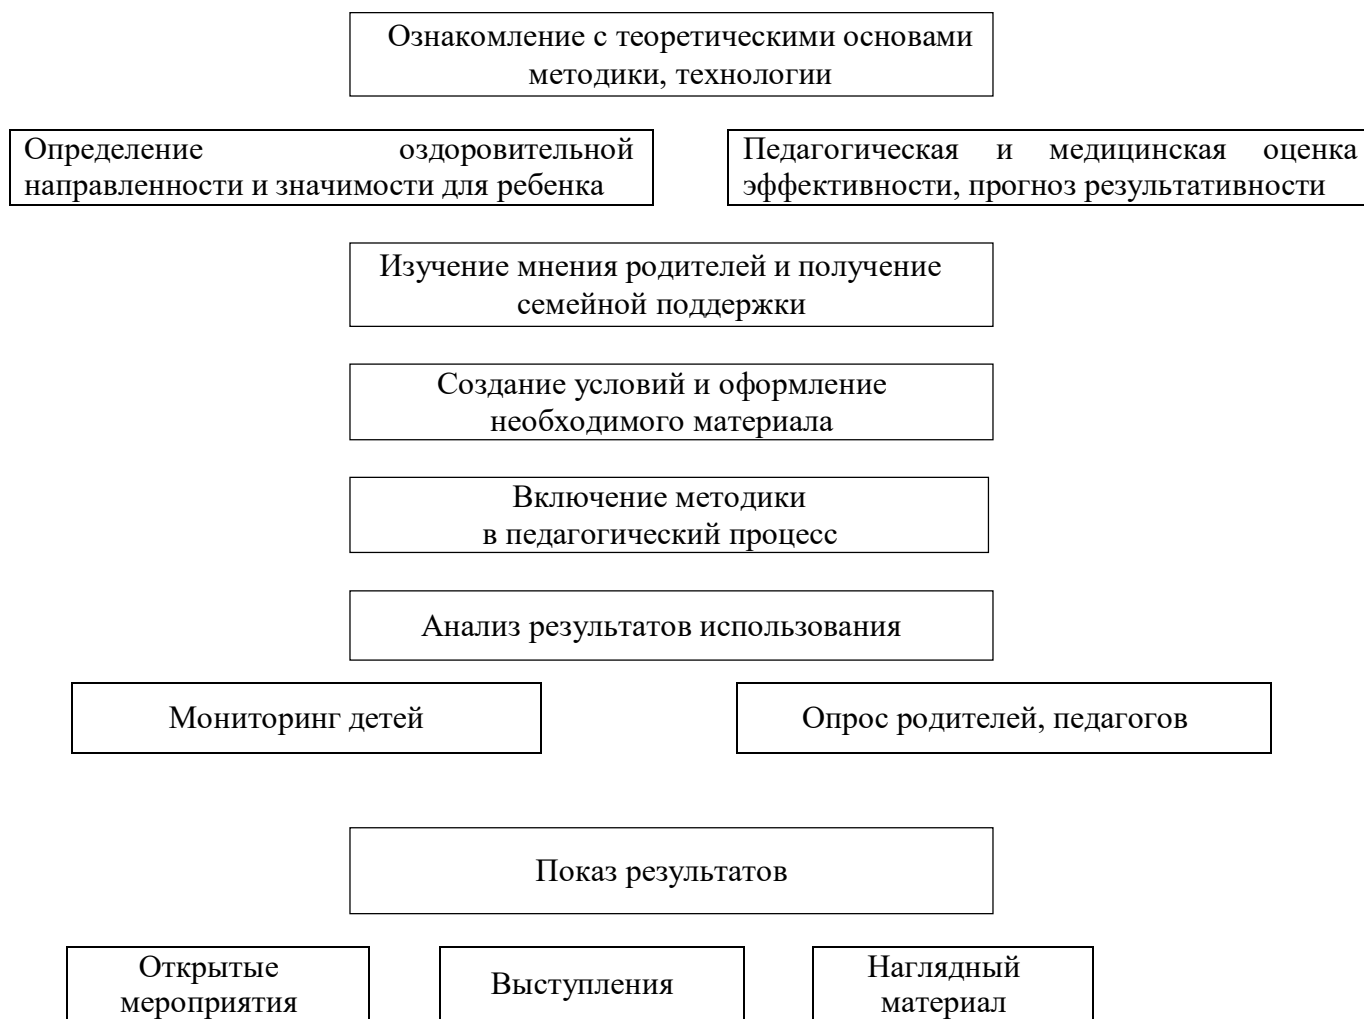 Ознакомление с теоретическими основами
методики, технологии
Определение оздоровительной
направленности и значимости для ребенка
Педагогическая и медицинская оценка
эффективности, прогноз результативности
Изучение мнения родителей и получение
семейной поддержки
Создание условий и оформление
необходимого материала
Включение методики
в педагогический процесс
Анализ результатов использования
Мониторинг детей
Опрос родителей, педагогов
Показ результатов
Открытые
мероприятия
Выступления
Наглядный
материал